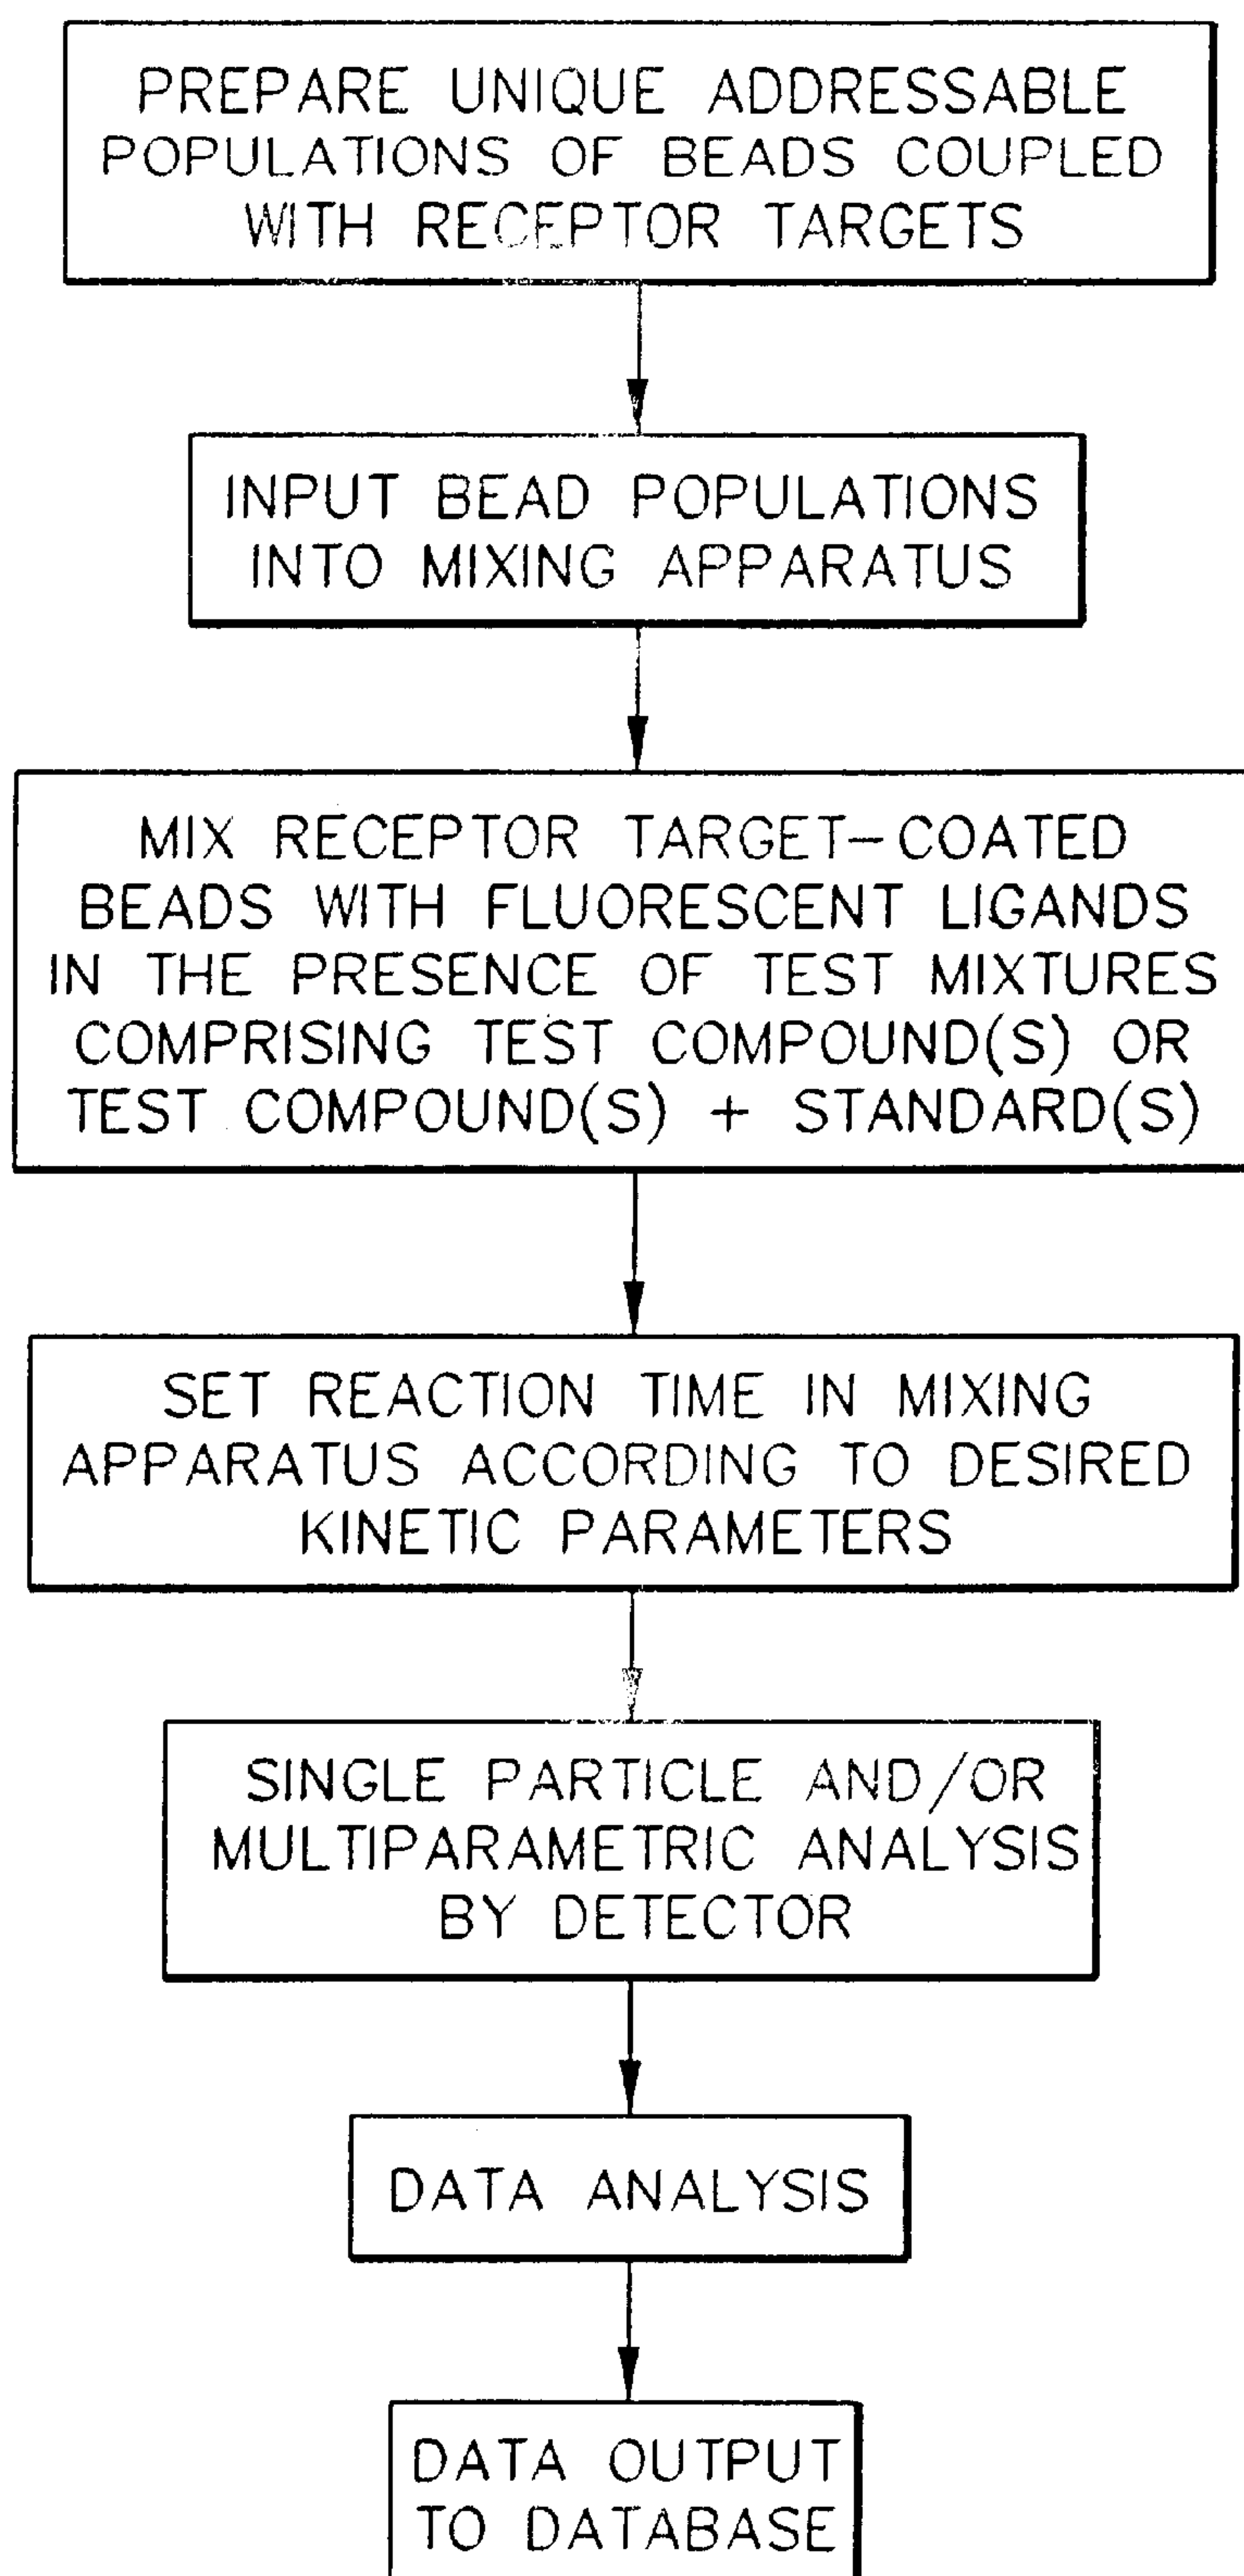 PREPARE UNIQUE ADDRESSABLE
POPULATIONS OF BEADS COUPLED
WITH RECEPTOR TARGETS
INPUT BEAD POPULATIONS
INTO MIXING APPARATUS
MIX RECEPTOR TARGET-COATED
BEADS WITH FLUORESCENT LIGANDS
IN THE PRESENCE OF TEST MIXTURES
COMPRISING TEST COMPOUND(S) OR
TEST COMPOUND(S) + STANDARD(S)
SET REACTION TIME IN MIXING
APPARATUS ACCORDING TO DESIRED
KINETIC PARAMETERS
SINGLE PARTICLE AND/OR
MULTIPARAMETRIC ANALYSIS
BY DETECTOR
DATA ANALYSIS
DATA OUTPUT
TO DATABASE